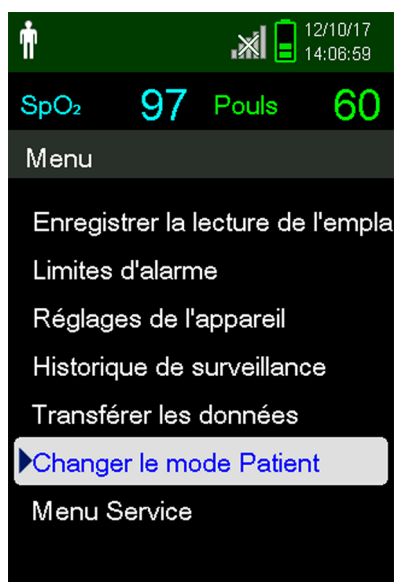 12/10/17
14:06:59
SpO₂ 97 Pouls 60
Menu
Enregistrer la lecture de l'empla
Limites d'alarme
Réglages de l'appareil
Historique de surveillance
Transférer les données
Changer le mode Patient
Menu Service